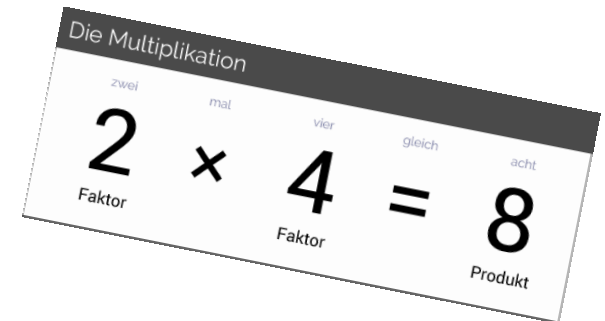 Die Multiplikation
zwei mal vier gleich acht
2 × 4 = 8
Faktor Faktor Produkt